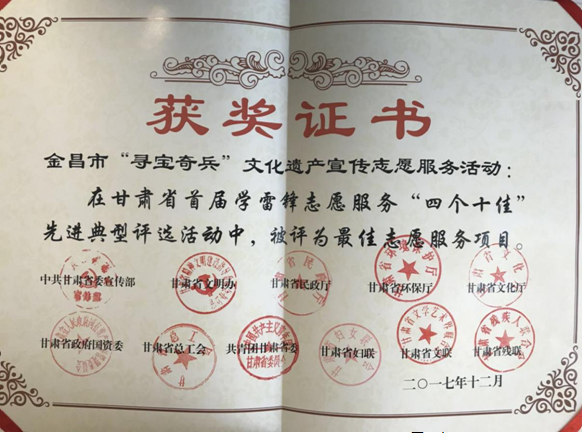 获奖证书
金昌市“寻宝奇兵”文化遗产宣传志愿服务活动：
在甘肃省首届学雷锋志愿服务“四个十佳”
先进典型评选活动中，被评为最佳志愿服务项目。
中共甘肃省委宣传部 甘肃省文明办 甘肃省民政厅 甘肃省环保厅 甘肃省文化厅
甘肃省政府国资委 甘肃省总工会 共青团甘肃省委 甘肃省妇联 甘肃省文联 甘肃省残联
二〇一七年十二月